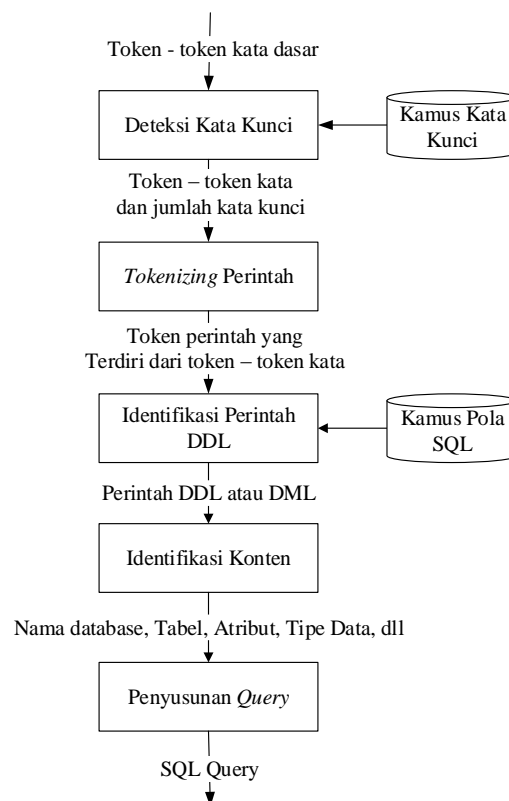 Token - token kata dasar
Deteksi Kata Kunci
Kamus Kata
Kunci
Token – token kata
dan jumlah kata kunci
Tokenizing Perintah
Token perintah yang
Terdiri dari token – token kata
Identifikasi Perintah
DDL
Kamus Pola
SQL
Perintah DDL atau DML
Identifikasi Konten
Nama database, Tabel, Atribut, Tipe Data, dll
Penyusunan Query
SQL Query